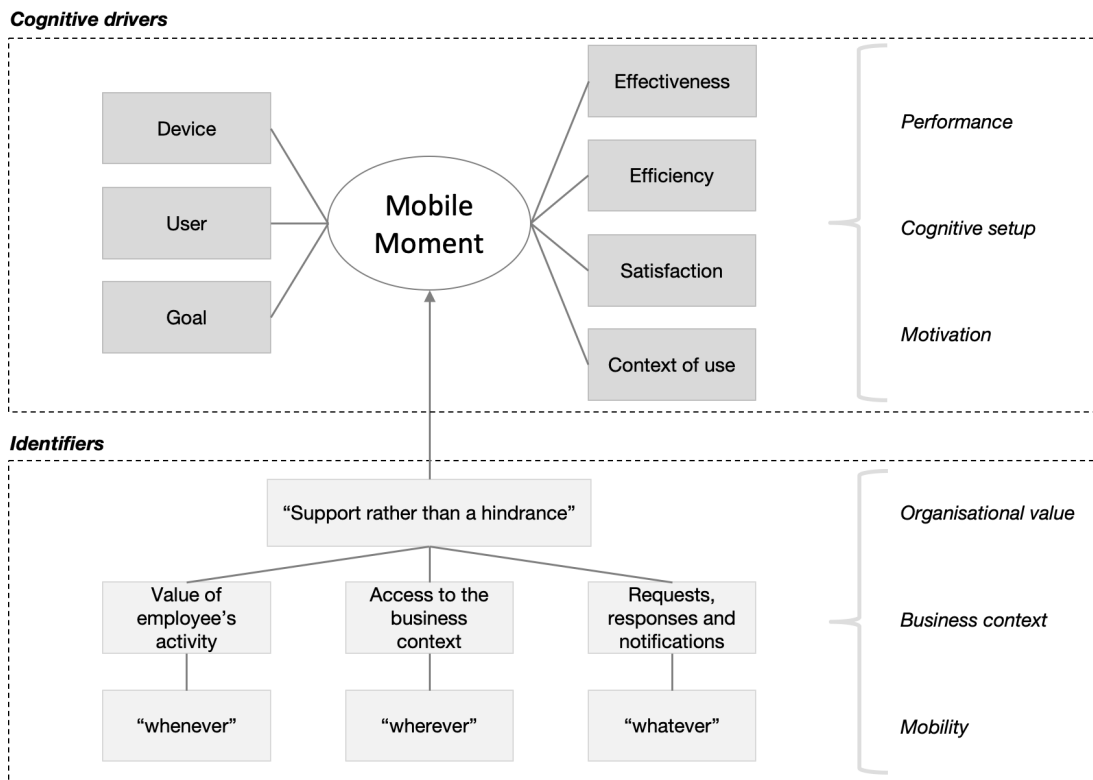 Cognitive drivers
Device
User
Goal
Mobile
Moment
Effectiveness
Efficiency
Satisfaction
Context of use
Performance
Cognitive setup
Motivation
Identifiers
“Support rather than a hindrance”
Value of
employee’s
activity
Access to the
business
context
Requests,
responses and
notifications
“whenever”
“wherever”
“whatever”
Organisational value
Business context
Mobility